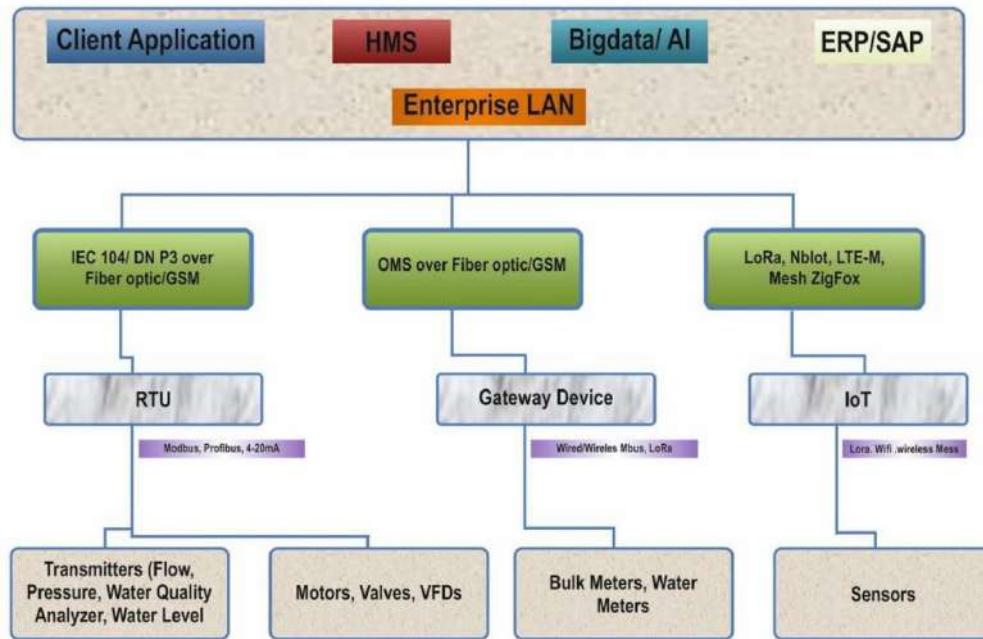 Client Application
HMS
Bigdata/ AI
ERP/SAP
Enterprise LAN
IEC 104/ DN P3 over
Fiber optic/GSM
OMS over Fiber optic/GSM
LoRa, NbIot, LTE-M,
Mesh ZigFox
RTU
Gateway Device
IoT
Modbus, Profibus, 4-20mA
Wired/Wireles Mbus, LoRa
Lora. Wifi .wireless Mess
Transmitters (Flow,
Pressure, Water Quality
Analyzer, Water Level
Motors, Valves, VFDs
Bulk Meters, Water
Meters
Sensors